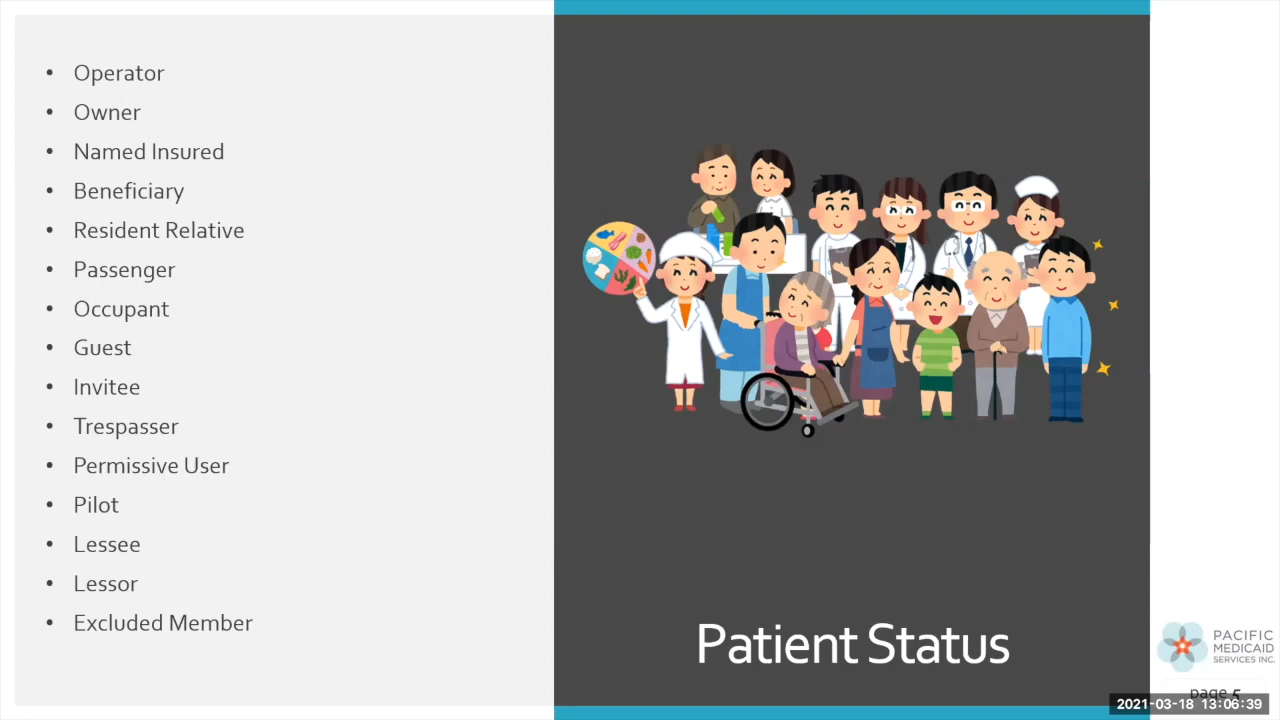 • Operator
• Owner
• Named Insured
• Beneficiary
• Resident Relative
• Passenger
• Occupant
• Guest
• Invitee
• Trespasser
• Permissive User
• Pilot
• Lessee
• Lessor
• Excluded Member
Patient Status
PACIFIC
MEDICAID
SERVICES INC.
page 5
2021-03-18 13:06:39